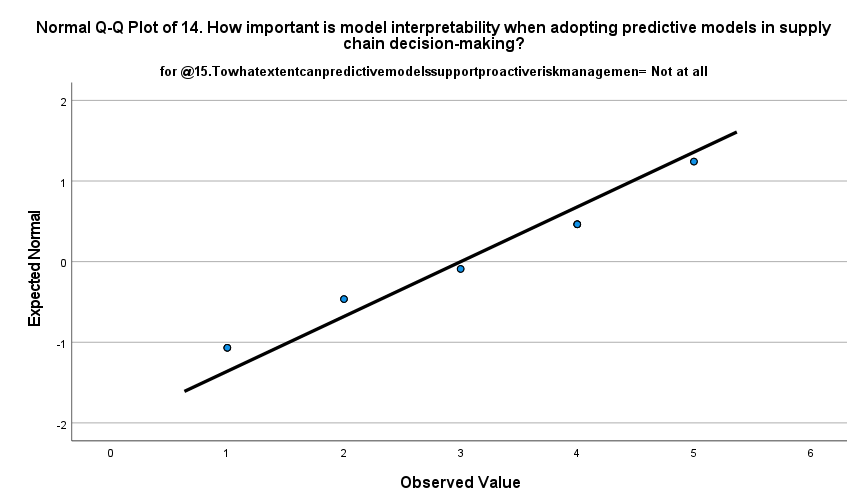 Normal Q-Q Plot of 14. How important is model interpretability when adopting predictive models in supply
chain decision-making?
for @15.Towhatextentcanpredictivemodelssupportproactiveriskmanagemen= Not at all
2
1
0
-1
-2
Expected Normal
0 1 2 3 4 5 6
Observed Value